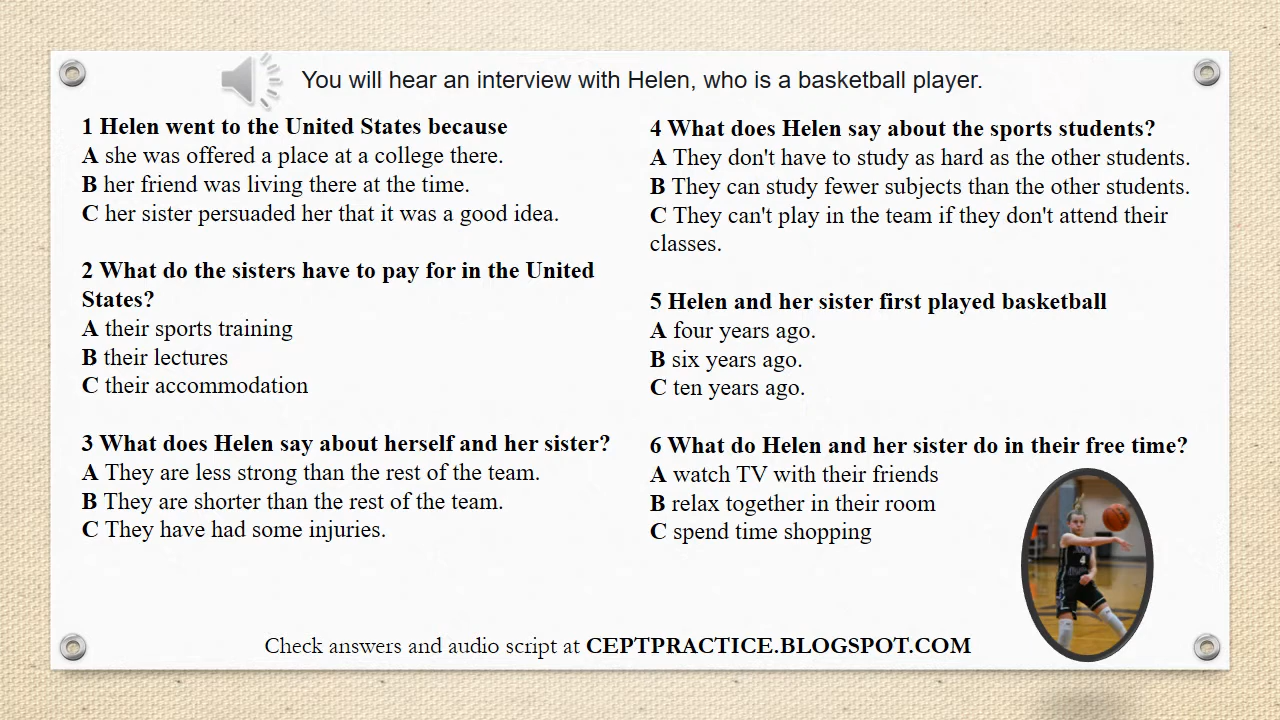 You will hear an interview with Helen, who is a basketball player.
1 Helen went to the United States because
A she was offered a place at a college there.
B her friend was living there at the time.
C her sister persuaded her that it was a good idea.
2 What do the sisters have to pay for in the United
States?
A their sports training
B their lectures
C their accommodation
3 What does Helen say about herself and her sister?
A They are less strong than the rest of the team.
B They are shorter than the rest of the team.
C They have had some injuries.
4 What does Helen say about the sports students?
A They don't have to study as hard as the other students.
B They can study fewer subjects than the other students.
C They can't play in the team if they don't attend their
classes.
5 Helen and her sister first played basketball
A four years ago.
B six years ago.
C ten years ago.
6 What do Helen and her sister do in their free time?
A watch TV with their friends
B relax together in their room
C spend time shopping
4
Check answers and audio script at CEPTPRACTICE.BLOGSPOT.COM